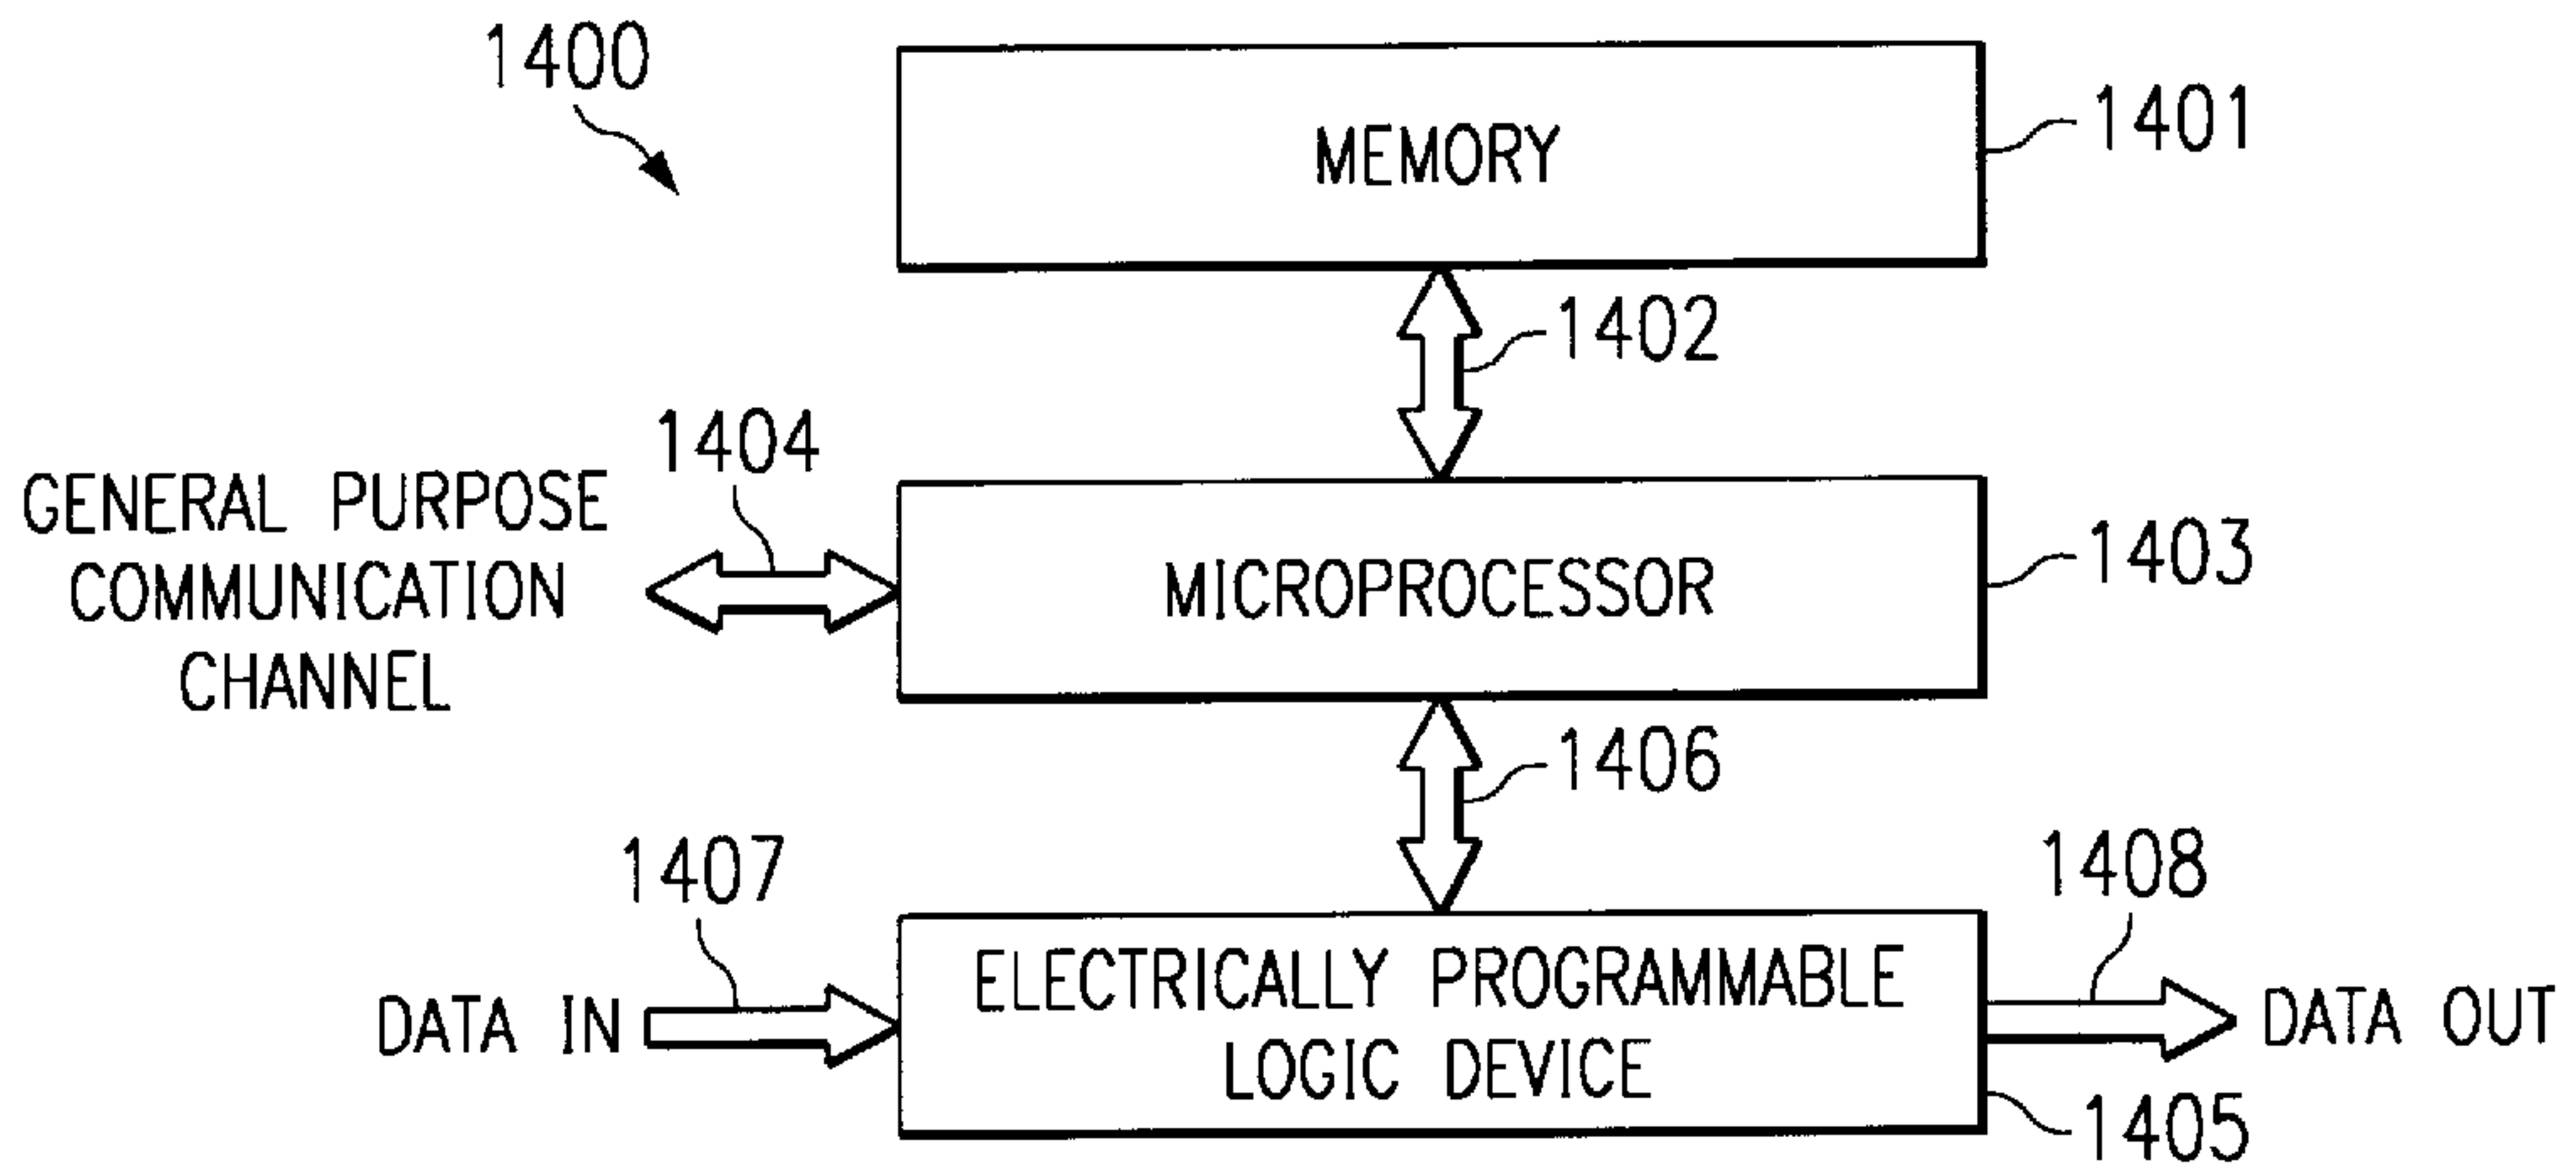 1400
MEMORY
1401
1402
1404
GENERAL PURPOSE
COMMUNICATION
CHANNEL
MICROPROCESSOR
1403
1406
1407
1408
DATA IN
ELECTRICALLY PROGRAMMABLE
LOGIC DEVICE
DATA OUT
1405